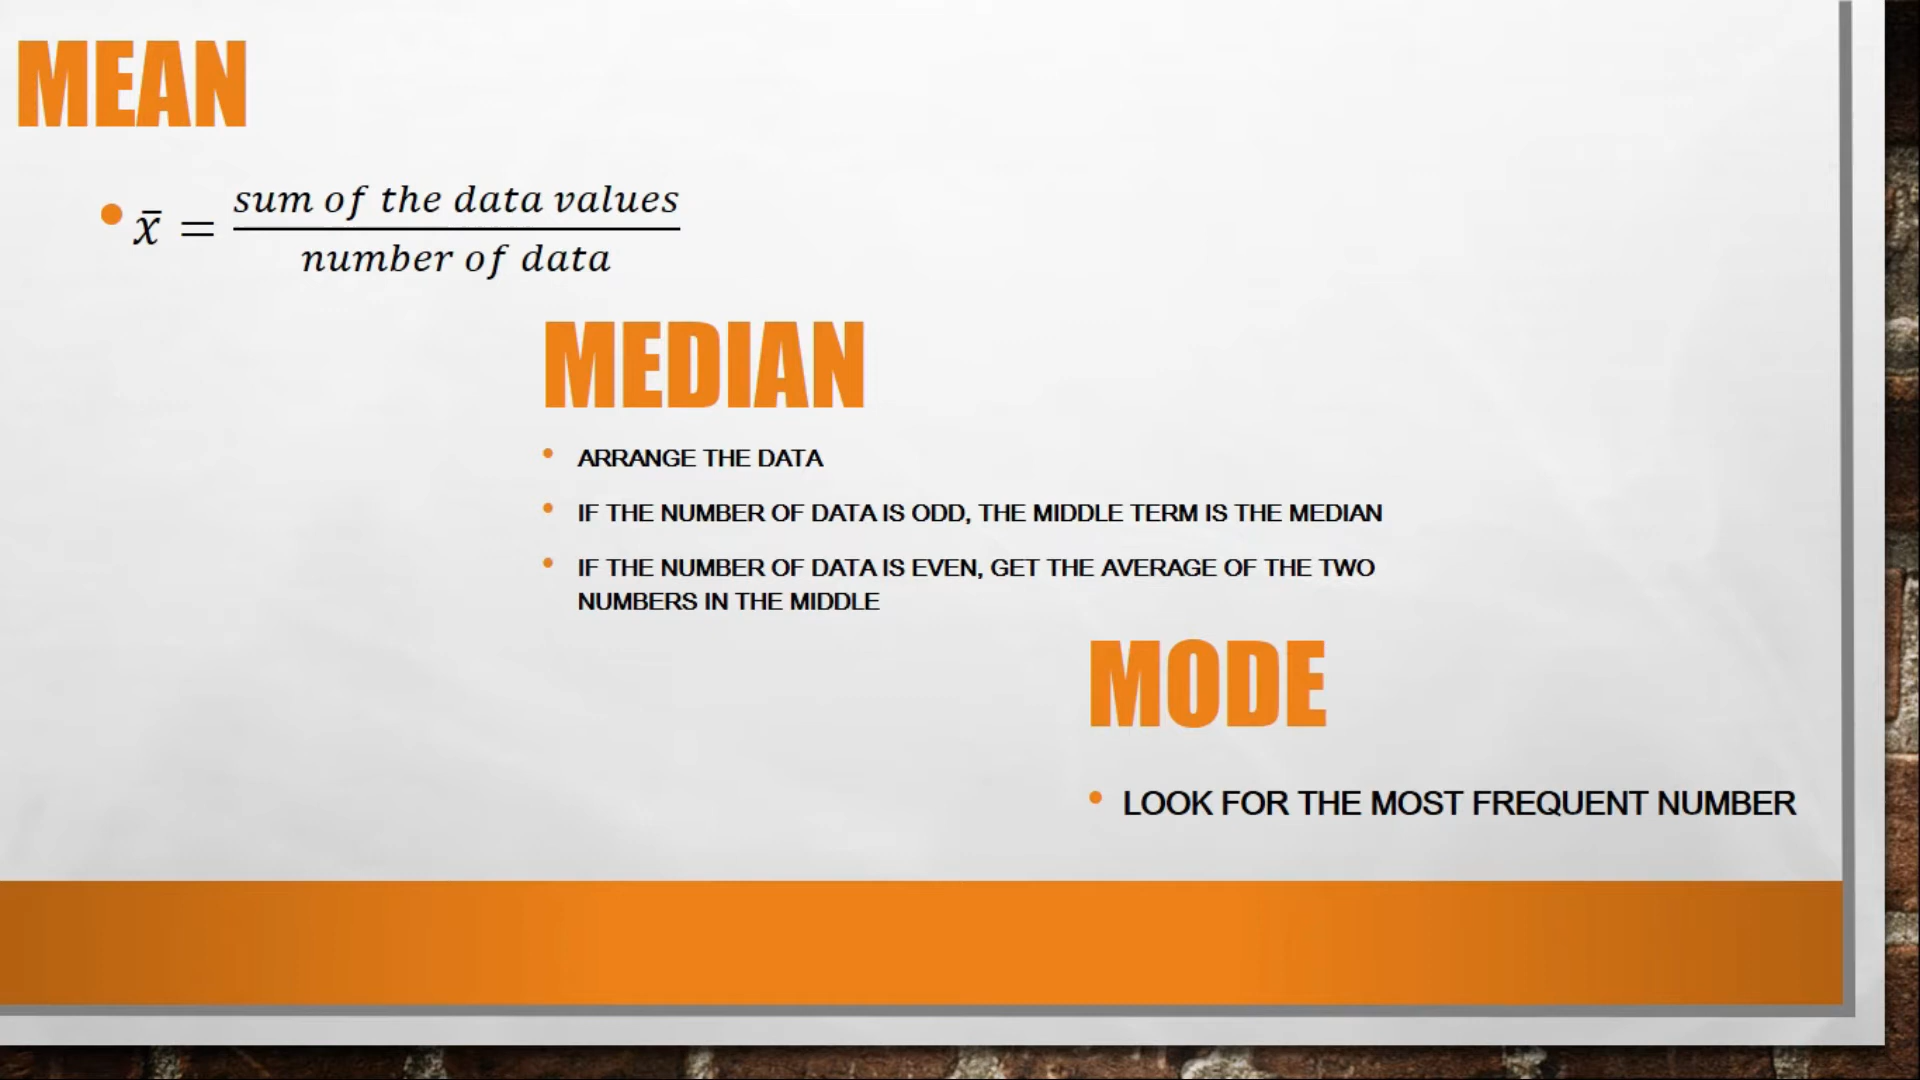 MEAN
• x̄ = sum of the data values / number of data
MEDIAN
• ARRANGE THE DATA
• IF THE NUMBER OF DATA IS ODD, THE MIDDLE TERM IS THE MEDIAN
• IF THE NUMBER OF DATA IS EVEN, GET THE AVERAGE OF THE TWO
NUMBERS IN THE MIDDLE
MODE
• LOOK FOR THE MOST FREQUENT NUMBER